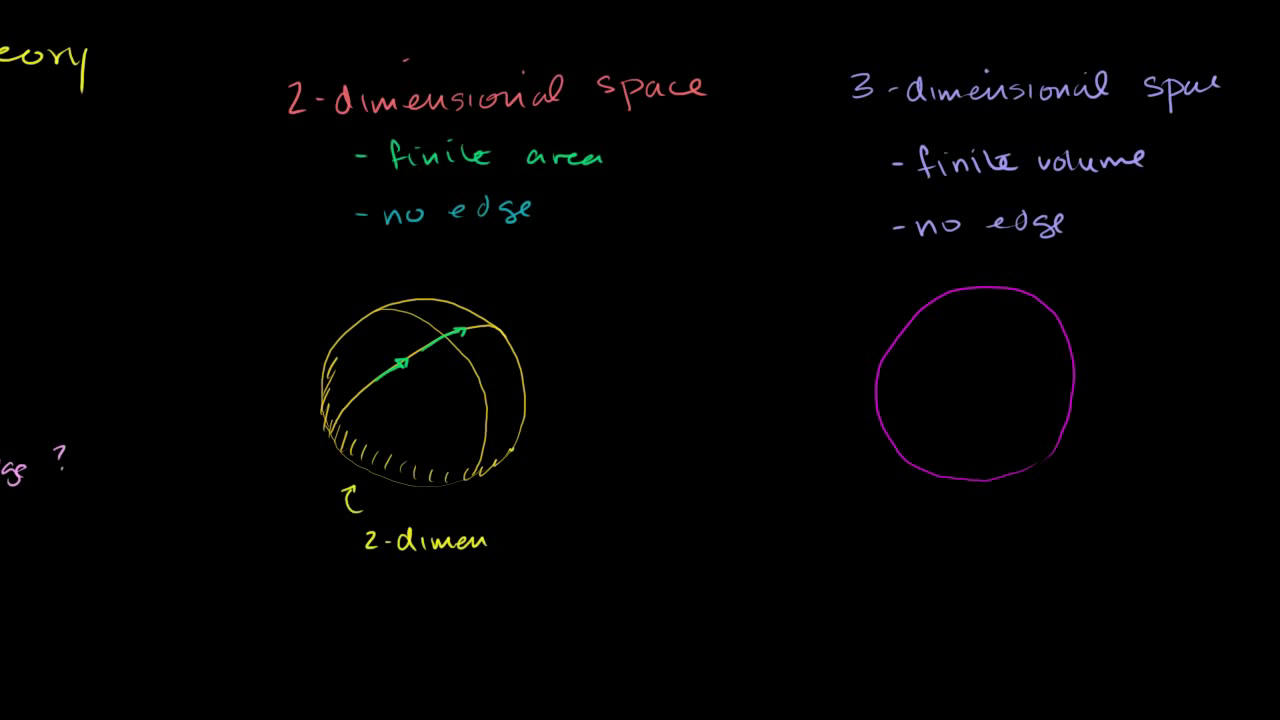 eory
2-dimensional space
- finite area
- no edge
3-dimensional spac
- finite volume
- no edge
ge ?
2-dimen